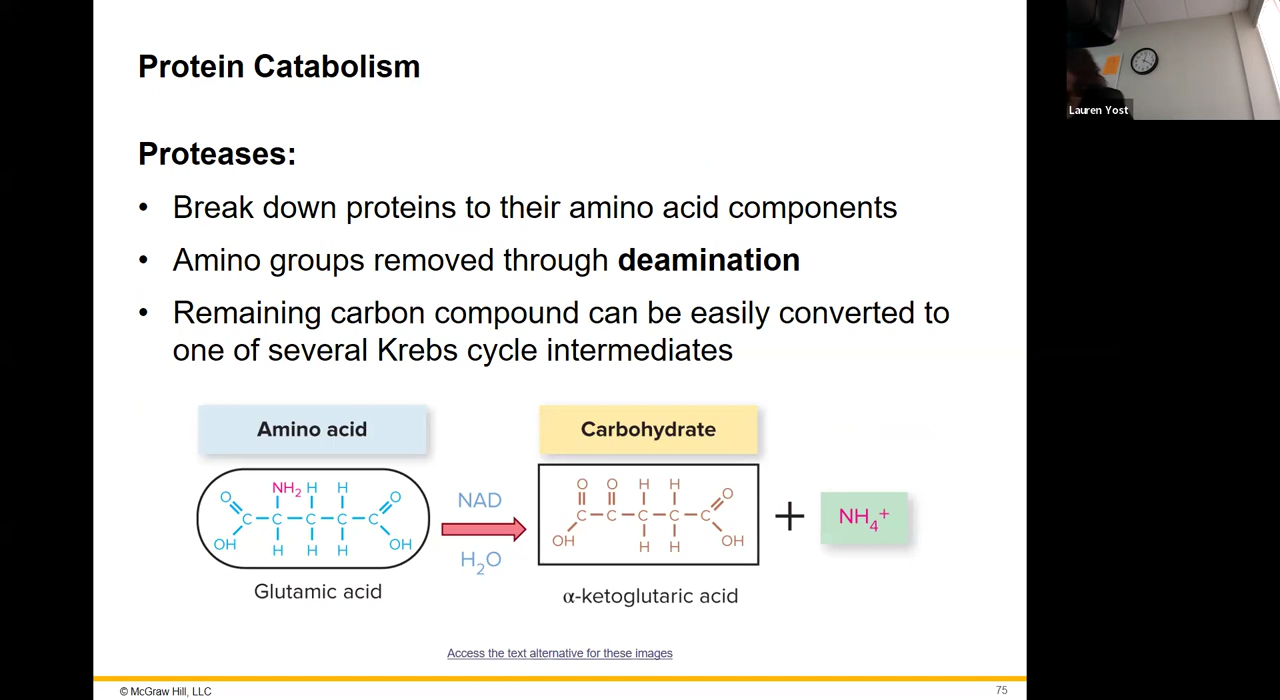 Protein Catabolism
Lauren Yost
Proteases:
• Break down proteins to their amino acid components
• Amino groups removed through deamination
• Remaining carbon compound can be easily converted to
one of several Krebs cycle intermediates
Amino acid
Carbohydrate
O NH2 H H O
C C C C C
OH H H H OH
NAD
H2O
O O H H O
C C C C C
OH H H OH
+
NH4+
Glutamic acid
α-ketoglutaric acid
Access the text alternative for these images
© McGraw Hill, LLC
75